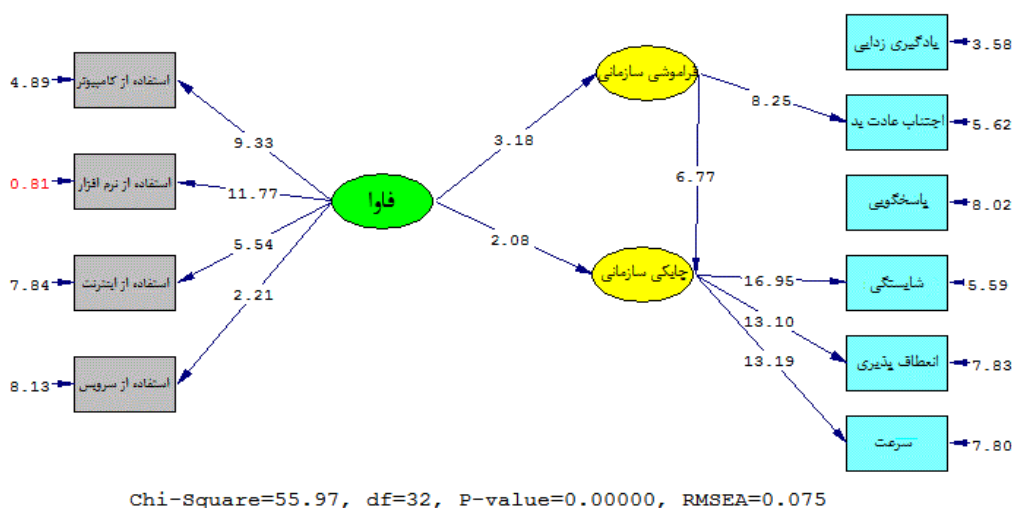 یادگیری زدایی
3.58
فراموشی سازمانی
استفاده از کامپیوتر
4.89
8.25
اجتناب عادت بد
5.62
9.33
3.18
6.77
استفاده از نرم افزار
0.81
11.77
فاوا
پاسخگویی
8.02
5.54
2.08
چابکی سازمانی
استفاده از اینترنت
7.84
2.21
16.95
شایستگی
5.59
13.10
13.19
انعطاف پذیری
7.83
استفاده از سرویس
8.13
سرعت
7.80
Chi-Square=55.97, df=32, P-value=0.00000, RMSEA=0.075